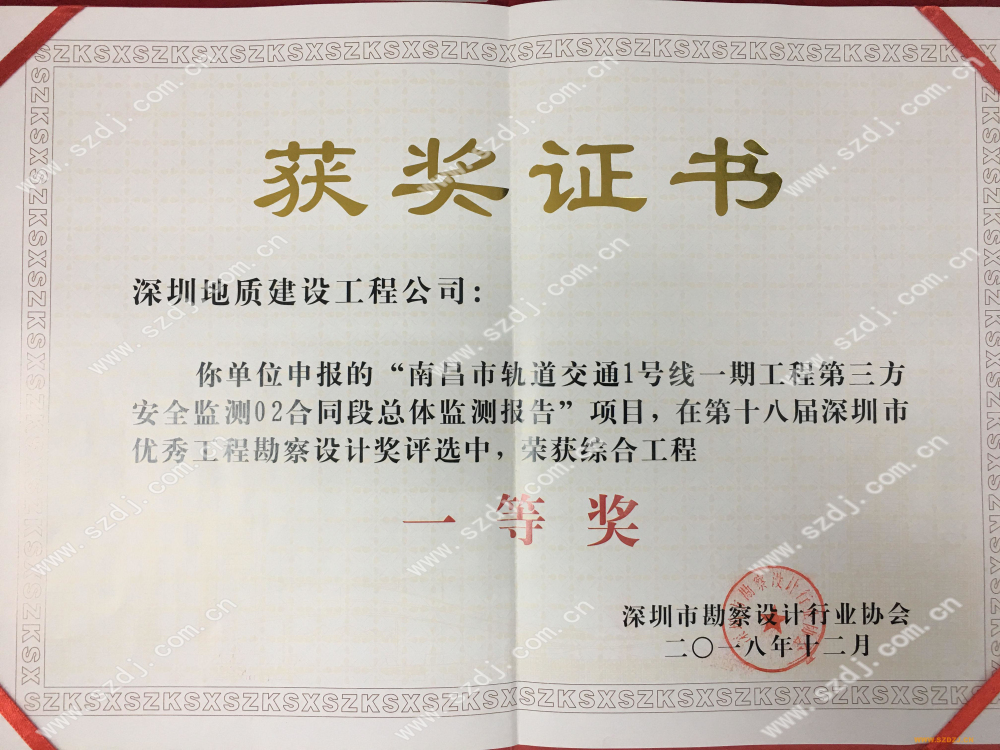 获奖证书
深圳地质建设工程公司：
你单位申报的“南昌市轨道交通1号线一期工程第三方
安全监测02合同段总体监测报告”项目，在第十八届深圳市
优秀工程勘察设计奖评选中，荣获综合工程
一等奖
深圳市勘察设计行业协会
二〇一八年十二月
www.szdj.com.cn